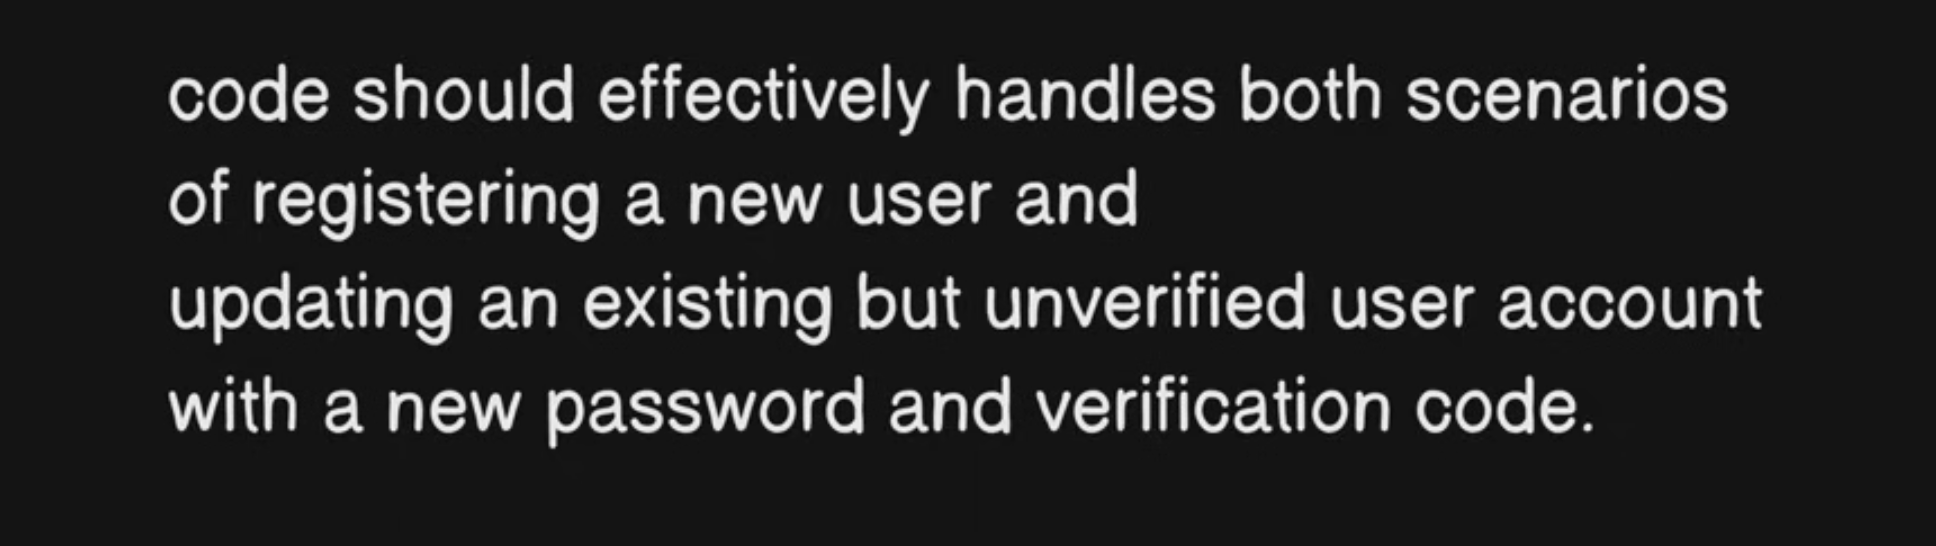 code should effectively handles both scenarios
of registering a new user and
updating an existing but unverified user account
with a new password and verification code.